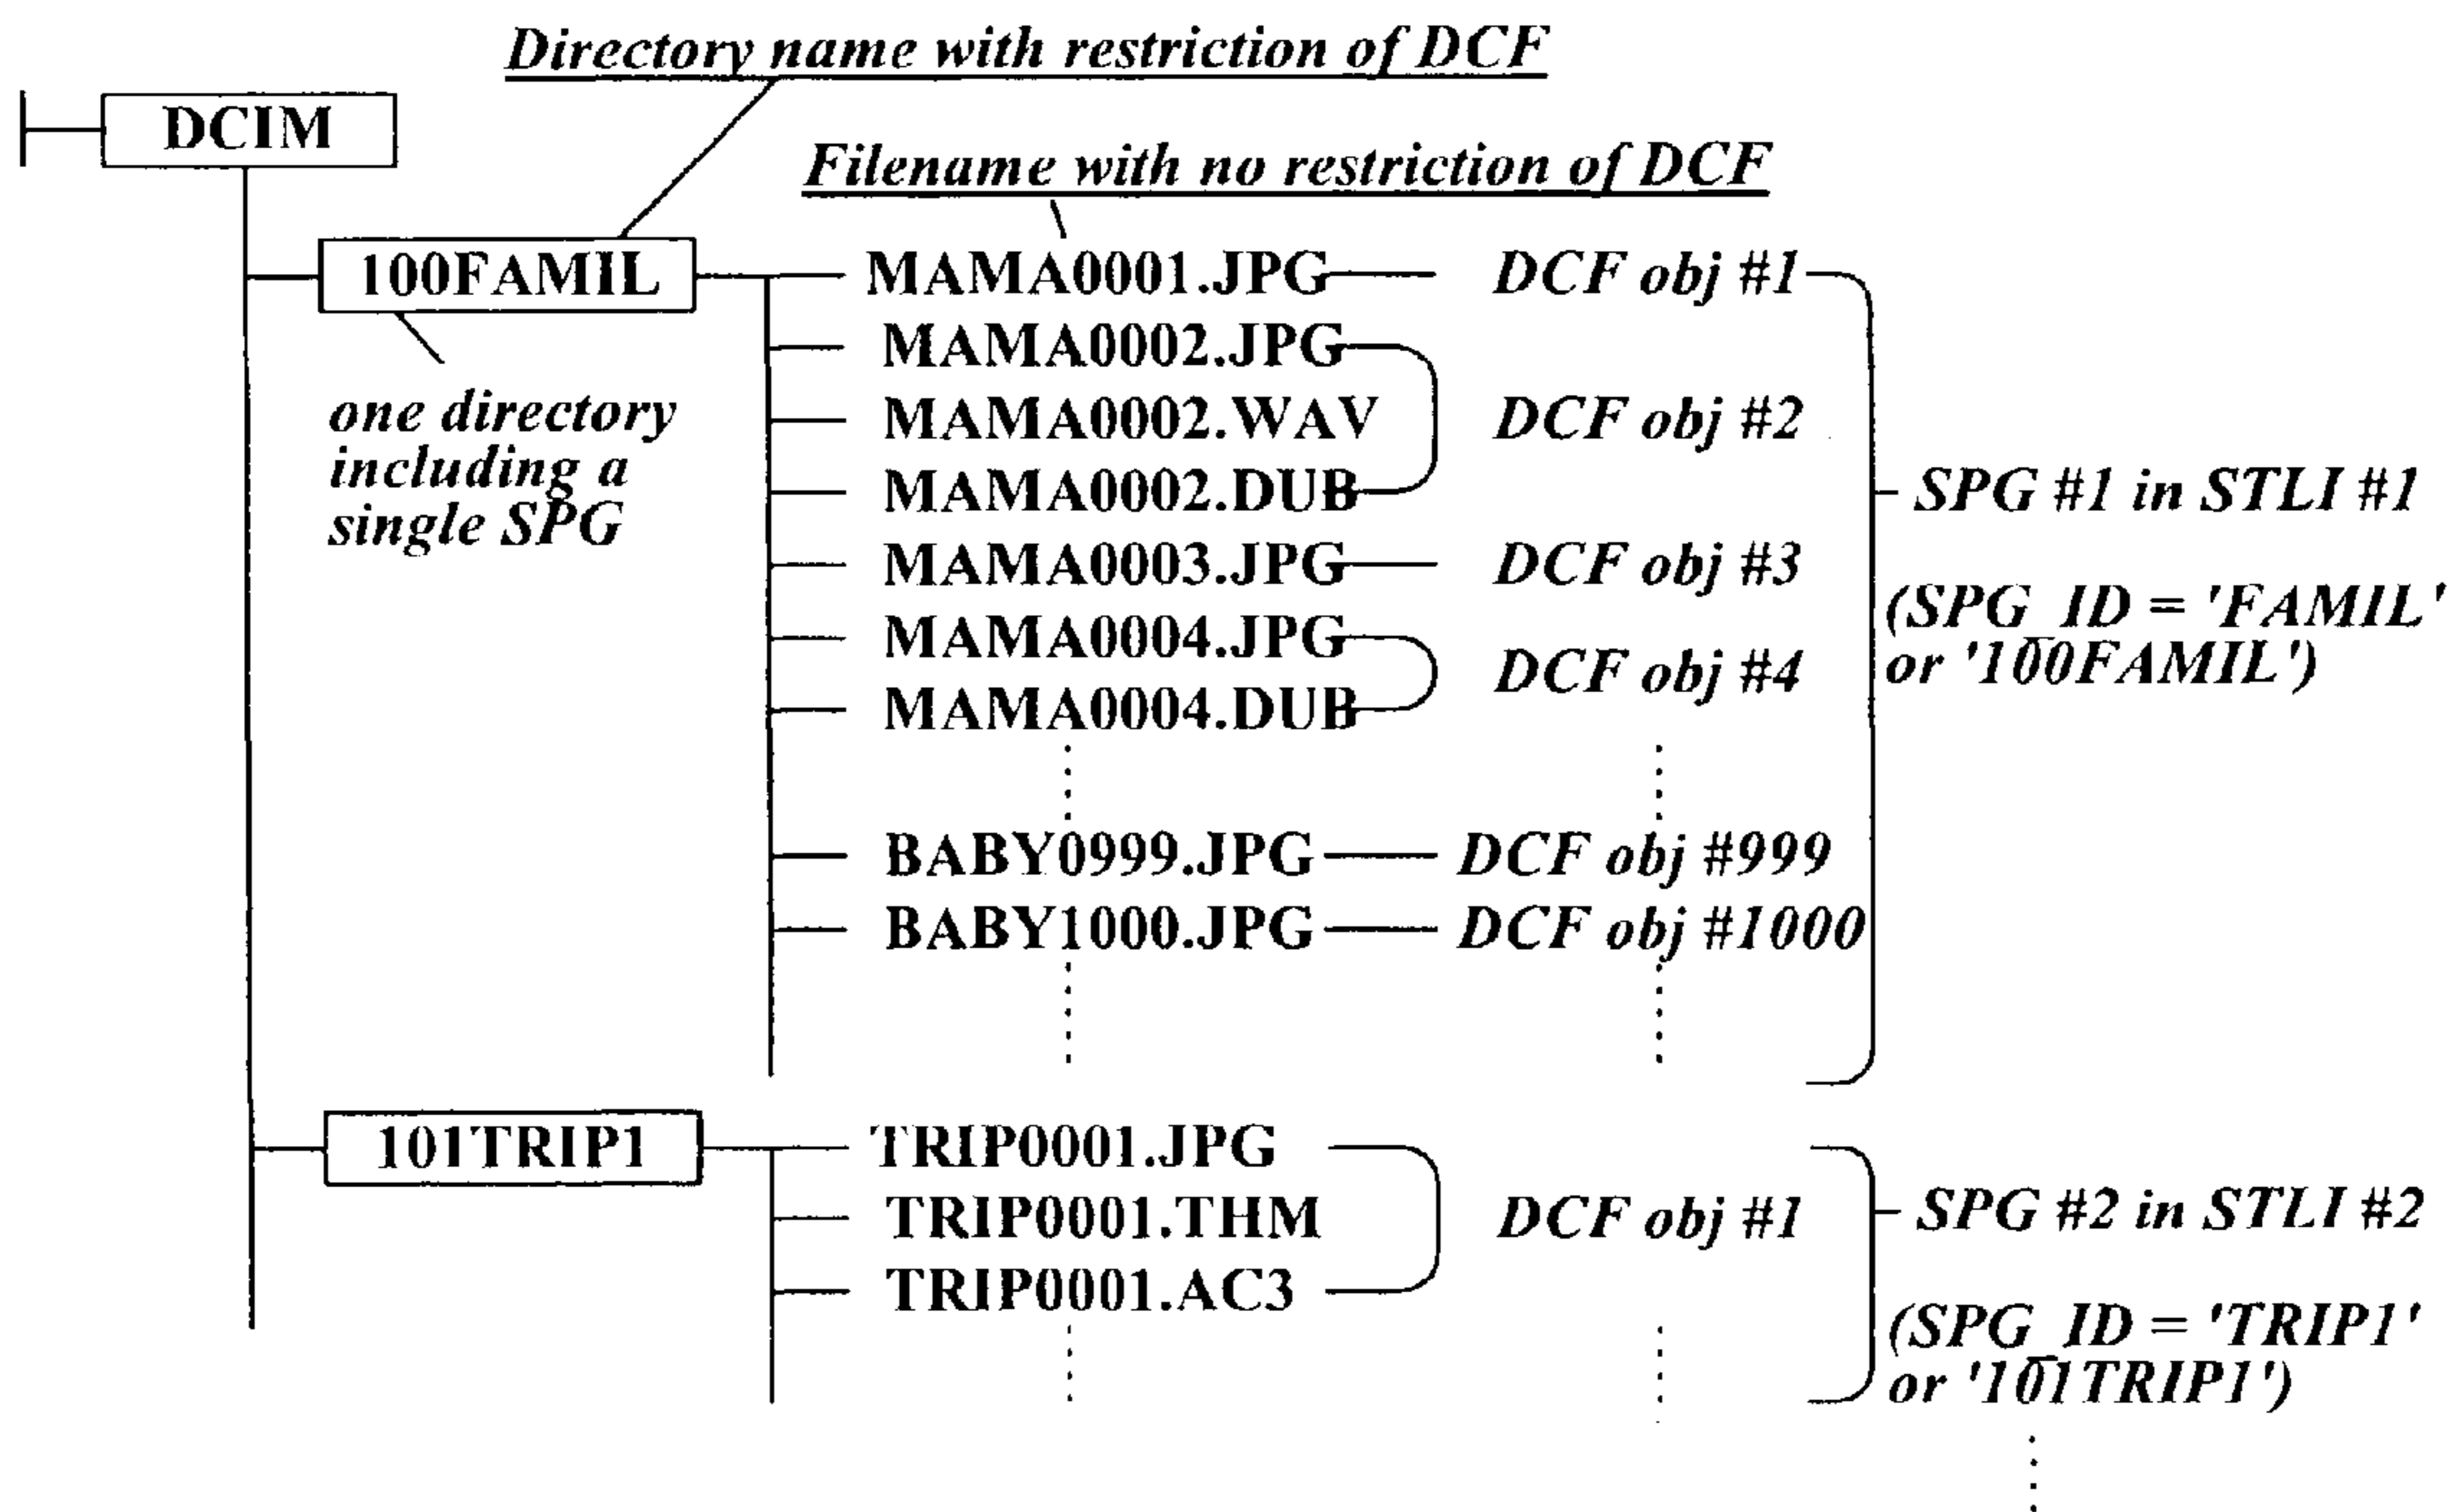 Directory name with restriction of DCF
DCIM
Filename with no restriction of DCF
100FAMIL
one directory
including a
single SPG
MAMA0001.JPG
DCF obj #1
MAMA0002.JPG
MAMA0002.WAV
DCF obj #2
MAMA0002.DUB
SPG #1 in STLI #1
MAMA0003.JPG
DCF obj #3
(SPG_ID = 'FAMIL'
or '100FAMIL')
MAMA0004.JPG
DCF obj #4
MAMA0004.DUB
BABY0999.JPG
DCF obj #999
BABY1000.JPG
DCF obj #1000
101TRIP1
TRIP0001.JPG
TRIP0001.THM
DCF obj #1
SPG #2 in STLI #2
TRIP0001.AC3
(SPG_ID = 'TRIP1'
or '101TRIP1')